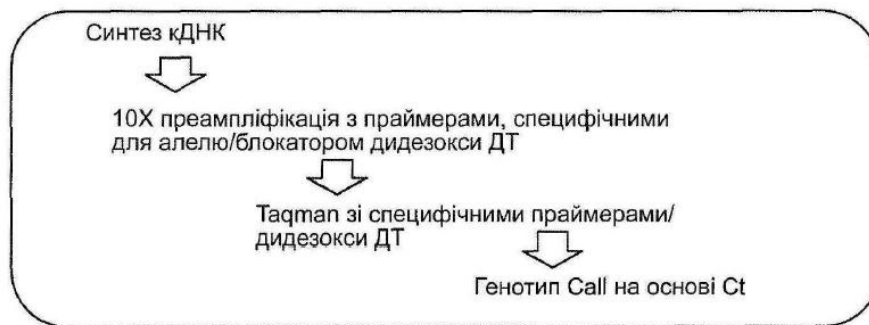 Синтез кДНК
10Х преампліфікація з праймерами, специфічними
для алелю/блокатором дидезокси ДТ
Taqman зі специфічними праймерами/
дидезокси ДТ
Генотип Call на основі Ct